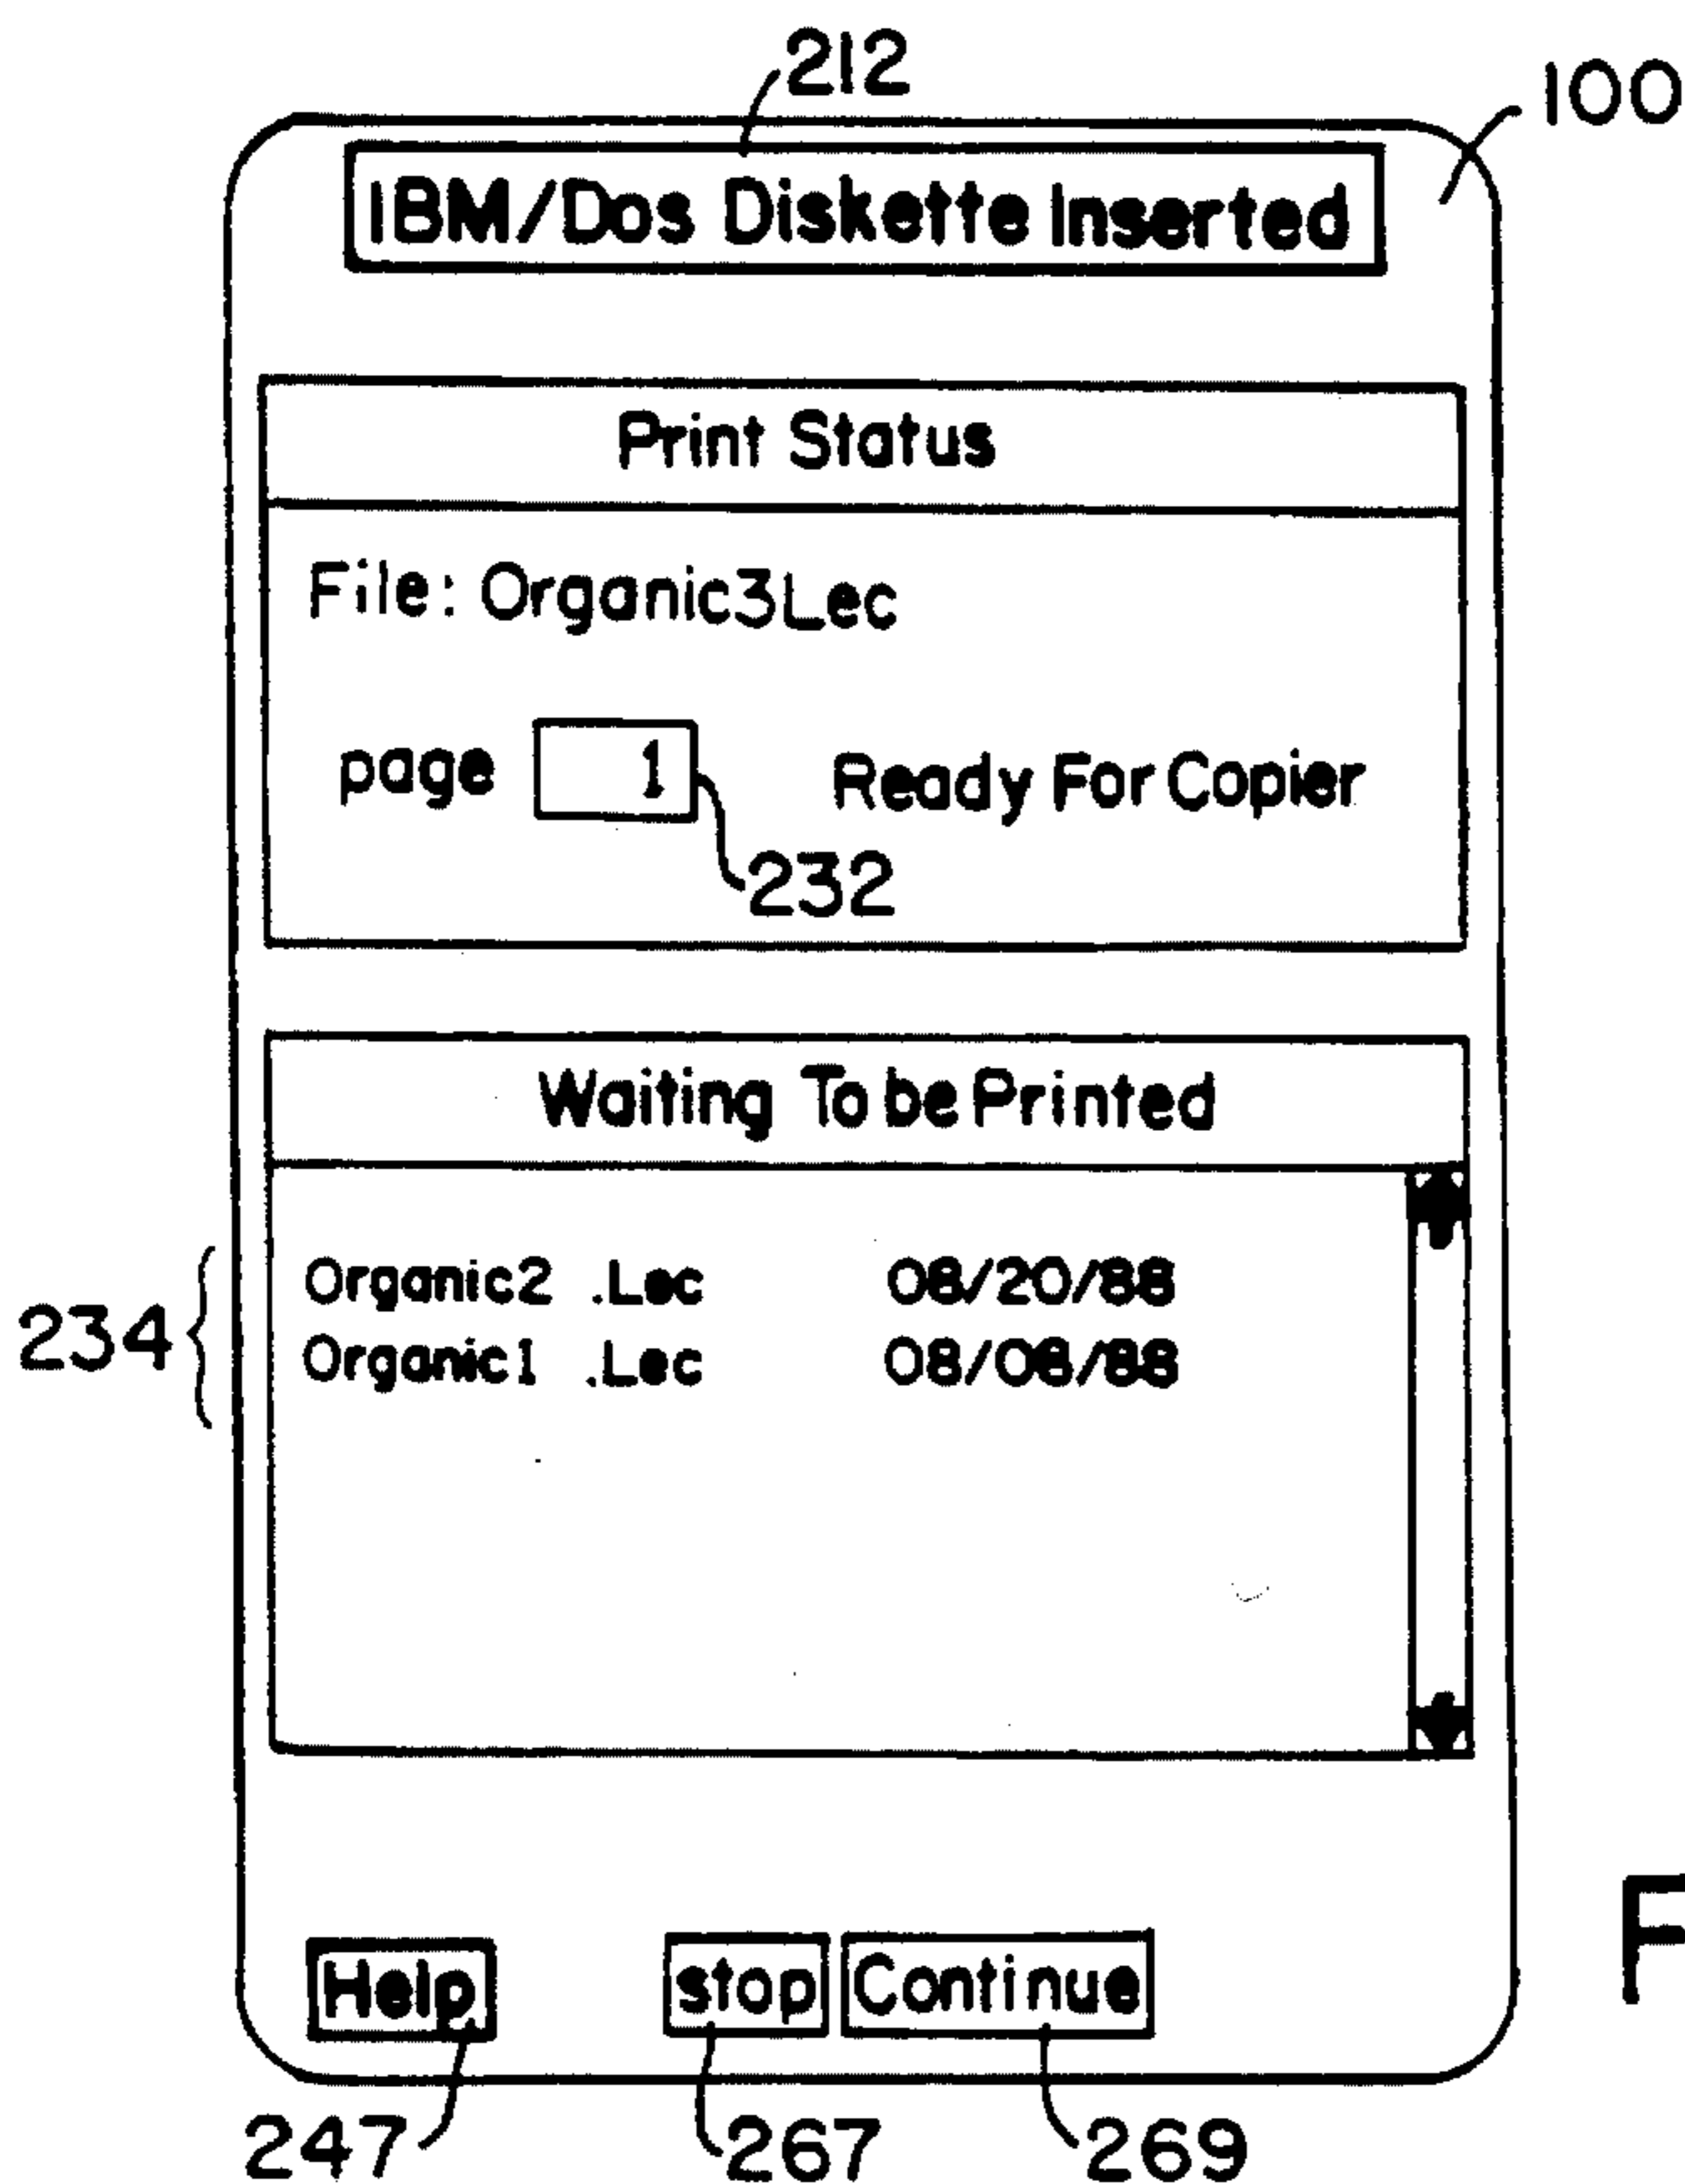 212
100
IBM/Dos Diskette Inserted
Print Status
File: Organic3Lec
page 1 Ready For Copier
232
Waiting To be Printed
234
Organic2 .Lec 08/20/88
Organic1 .Lec 08/08/88
Help stop Continue
F
247 267 269